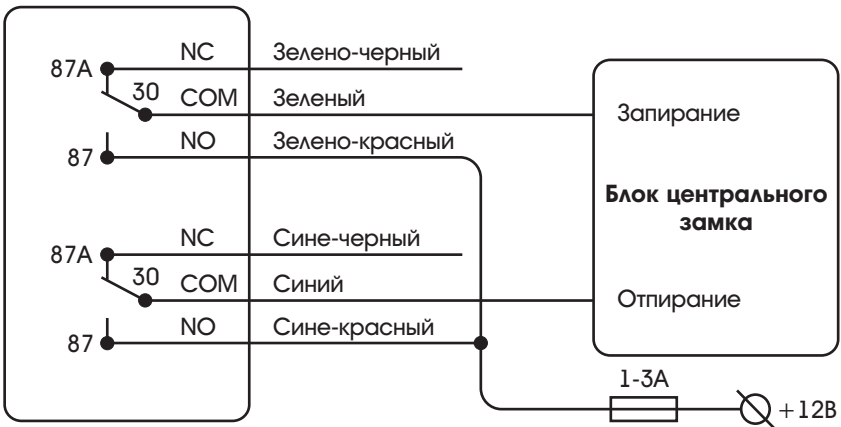 87A NC Зелено-черный
30 COM Зеленый
87 NO Зелено-красный
87A NC Сине-черный
30 COM Синий
87 NO Сине-красный
Запирание
Блок центрального
замка
Отпирание
1-3А
+12В